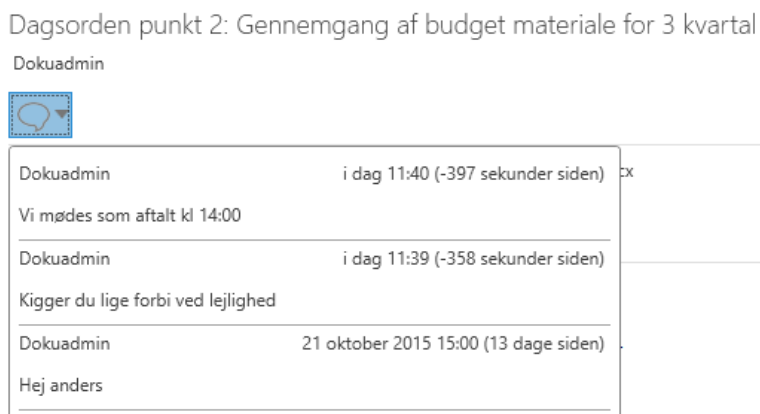 Dagsorden punkt 2: Gennemgang af budget materiale for 3 kvartal
Dokuadmin
Dokuadmin i dag 11:40 (-397 sekunder siden)
Vi mødes som aftalt kl 14:00
Dokuadmin i dag 11:39 (-358 sekunder siden)
Kigger du lige forbi ved lejlighed
Dokuadmin 21 oktober 2015 15:00 (13 dage siden)
Hej anders